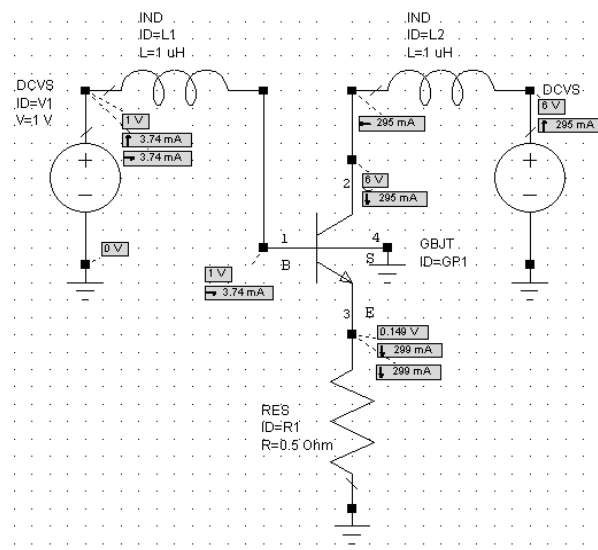 IND
ID=L1
L=1 uH
IND
ID=L2
L=1 uH
DCVS
ID=V1
V=1 V
1 V
3.74 mA
3.74 mA
0 V
295 mA
DCVS
6 V
295 mA
2
6 V
295 mA
1
B
4
S
GBJT
ID=GP1
1 V
3.74 mA
3
E
0.149 V
299 mA
299 mA
RES
ID=R1
R=0.5 Ohm